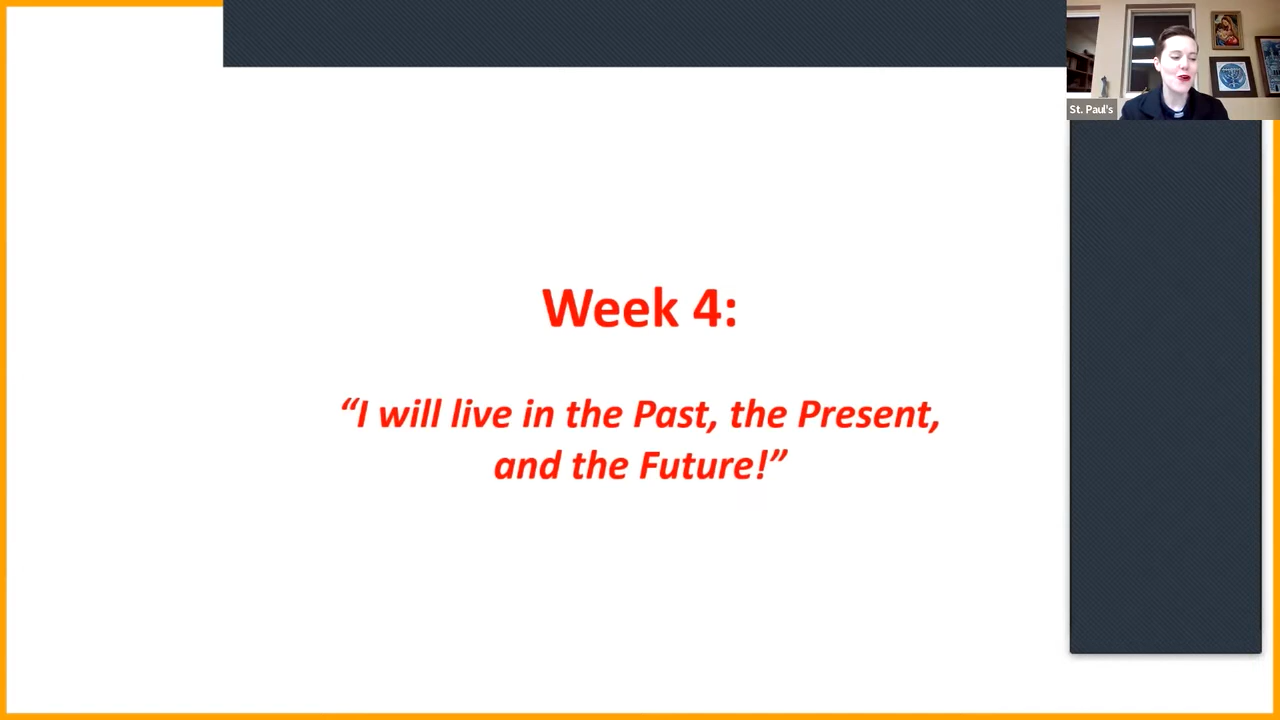 St. Paul's
Week 4:
“I will live in the Past, the Present,
and the Future!”